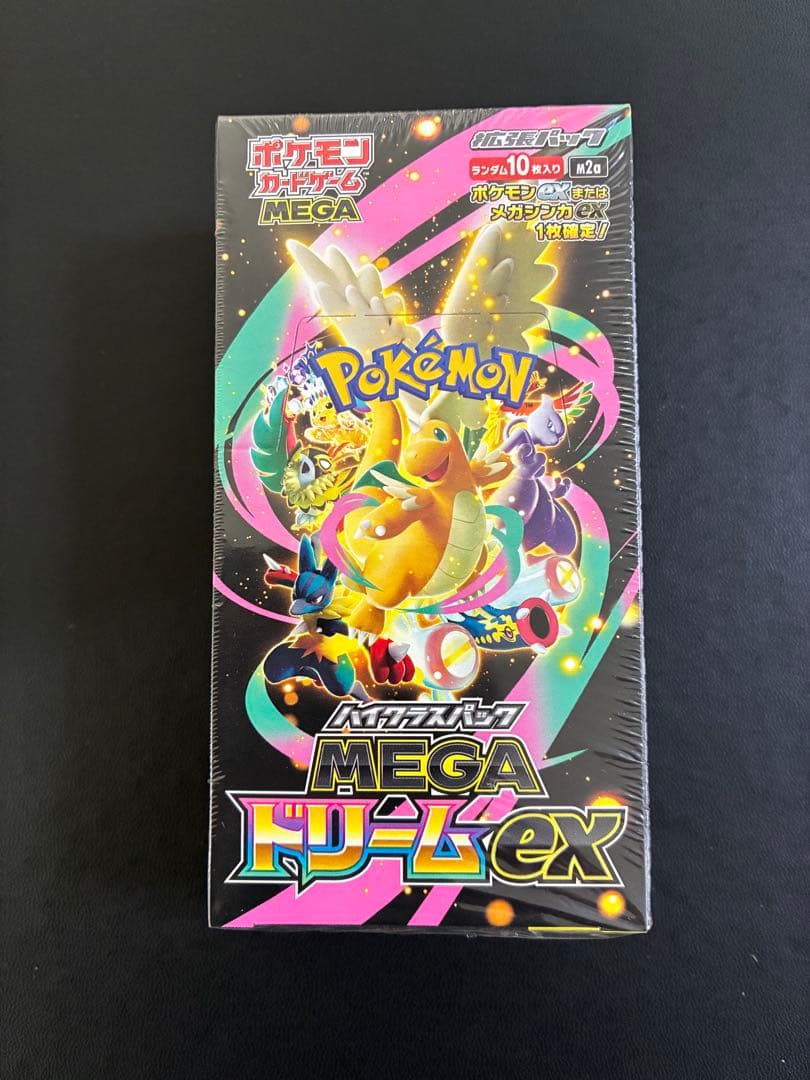 ポケモン
カードゲーム™
MEGA
拡張パック
ランダム10枚入り M2a
ポケモンexまたは
メガシンカex
1枚確定!
POKÉMON™
ハイクラスパック
MEGA
ドリームex